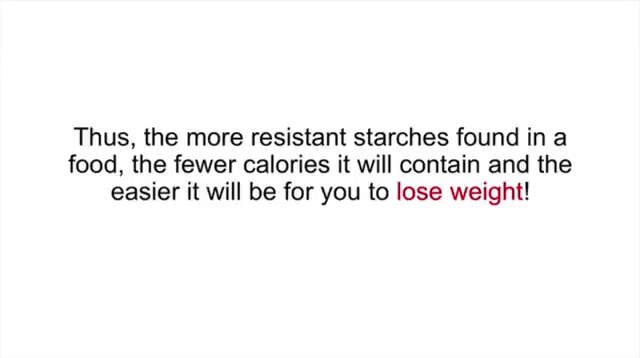 Thus, the more resistant starches found in a
food, the fewer calories it will contain and the
easier it will be for you to lose weight!